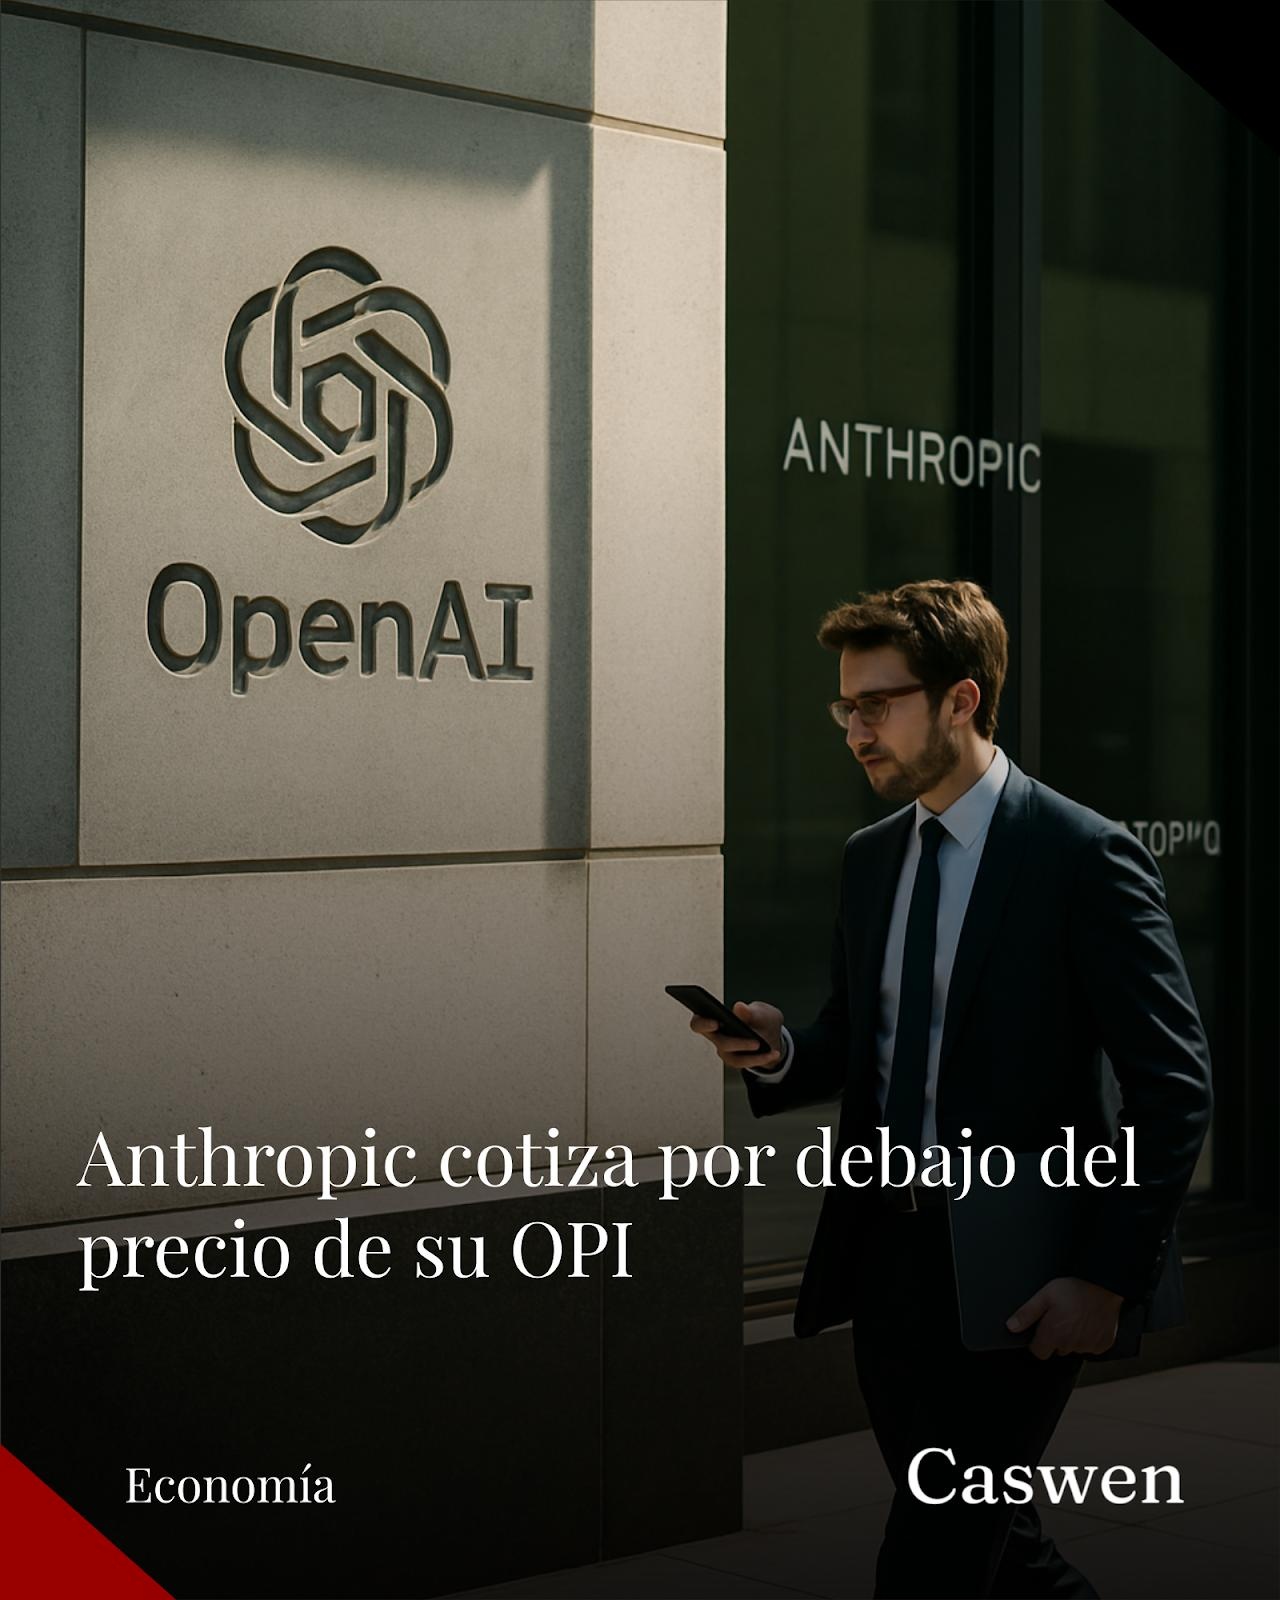 OpenAI
ANTHROPIC
Anthropic cotiza por debajo del
precio de su OPI
Economía
Caswen